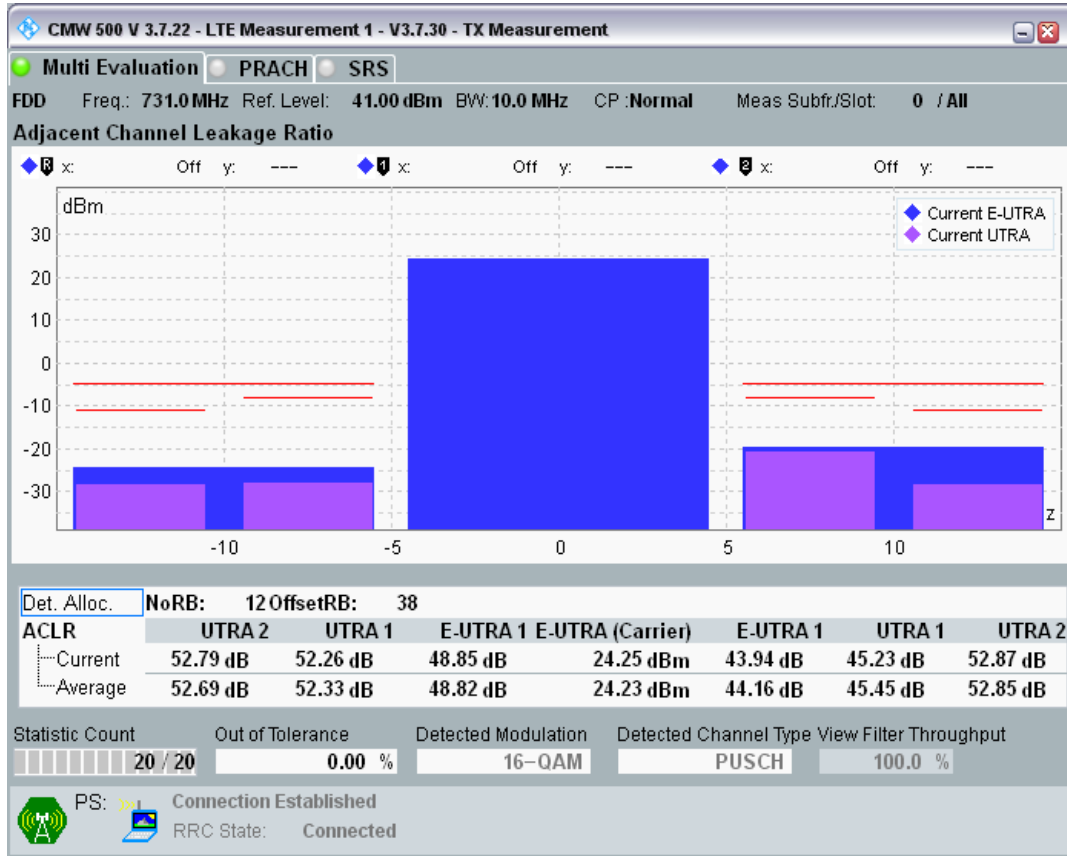 CMW 500 V 3.7.22 - LTE Measurement 1 - V3.7.30 - TX Measurement
Multi Evaluation PRACH SRS
FDD Freq.: 731.0 MHz Ref. Level: 41.00 dBm BW: 10.0 MHz CP :Normal Meas Subfr./Slot: 0 / All
Adjacent Channel Leakage Ratio
R x: Off y: --- 1 x: Off y: --- 2 x: Off y: ---
dBm
Current E-UTRA
Current UTRA
30
20
10
0
-10
-20
-30
z
-10 -5 0 5 10
Det. Alloc. NoRB: 12 OffsetRB: 38
ACLR UTRA 2 UTRA 1 E-UTRA 1 E-UTRA (Carrier) E-UTRA 1 UTRA 1 UTRA 2
Current 52.79 dB 52.26 dB 48.85 dB 24.25 dBm 43.94 dB 45.23 dB 52.87 dB
Average 52.69 dB 52.33 dB 48.82 dB 24.23 dBm 44.16 dB 45.45 dB 52.85 dB
Statistic Count Out of Tolerance Detected Modulation Detected Channel Type View Filter Throughput
20 / 20 0.00 % 16-QAM PUSCH 100.0 %
PS: Connection Established
RRC State: Connected